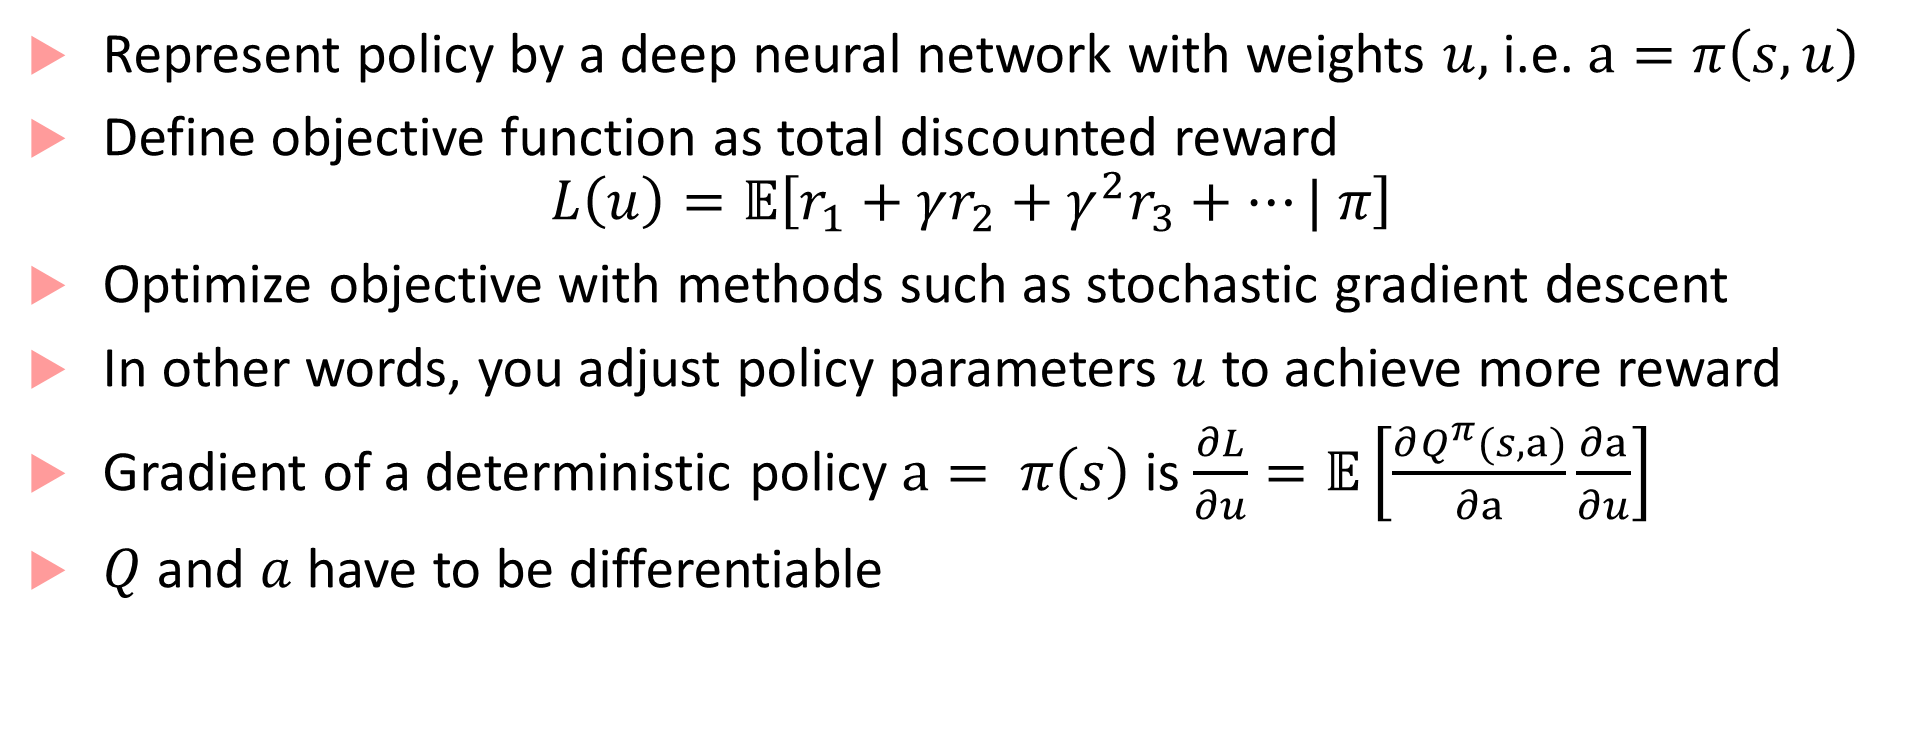 ▶ Represent policy by a deep neural network with weights 𝑢, i.e. a = 𝜋(𝑠, 𝑢)
▶ Define objective function as total discounted reward
𝐿(𝑢) = 𝔼[𝑟₁ + 𝛾𝑟₂ + 𝛾²𝑟₃ + ⋯ | 𝜋]
▶ Optimize objective with methods such as stochastic gradient descent
▶ In other words, you adjust policy parameters 𝑢 to achieve more reward
▶ Gradient of a deterministic policy a = 𝜋(𝑠) is ∂𝐿/∂𝑢 = 𝔼[∂𝑄^𝜋(𝑠,a)/∂a ∂a/∂𝑢]
▶ 𝑄 and 𝑎 have to be differentiable